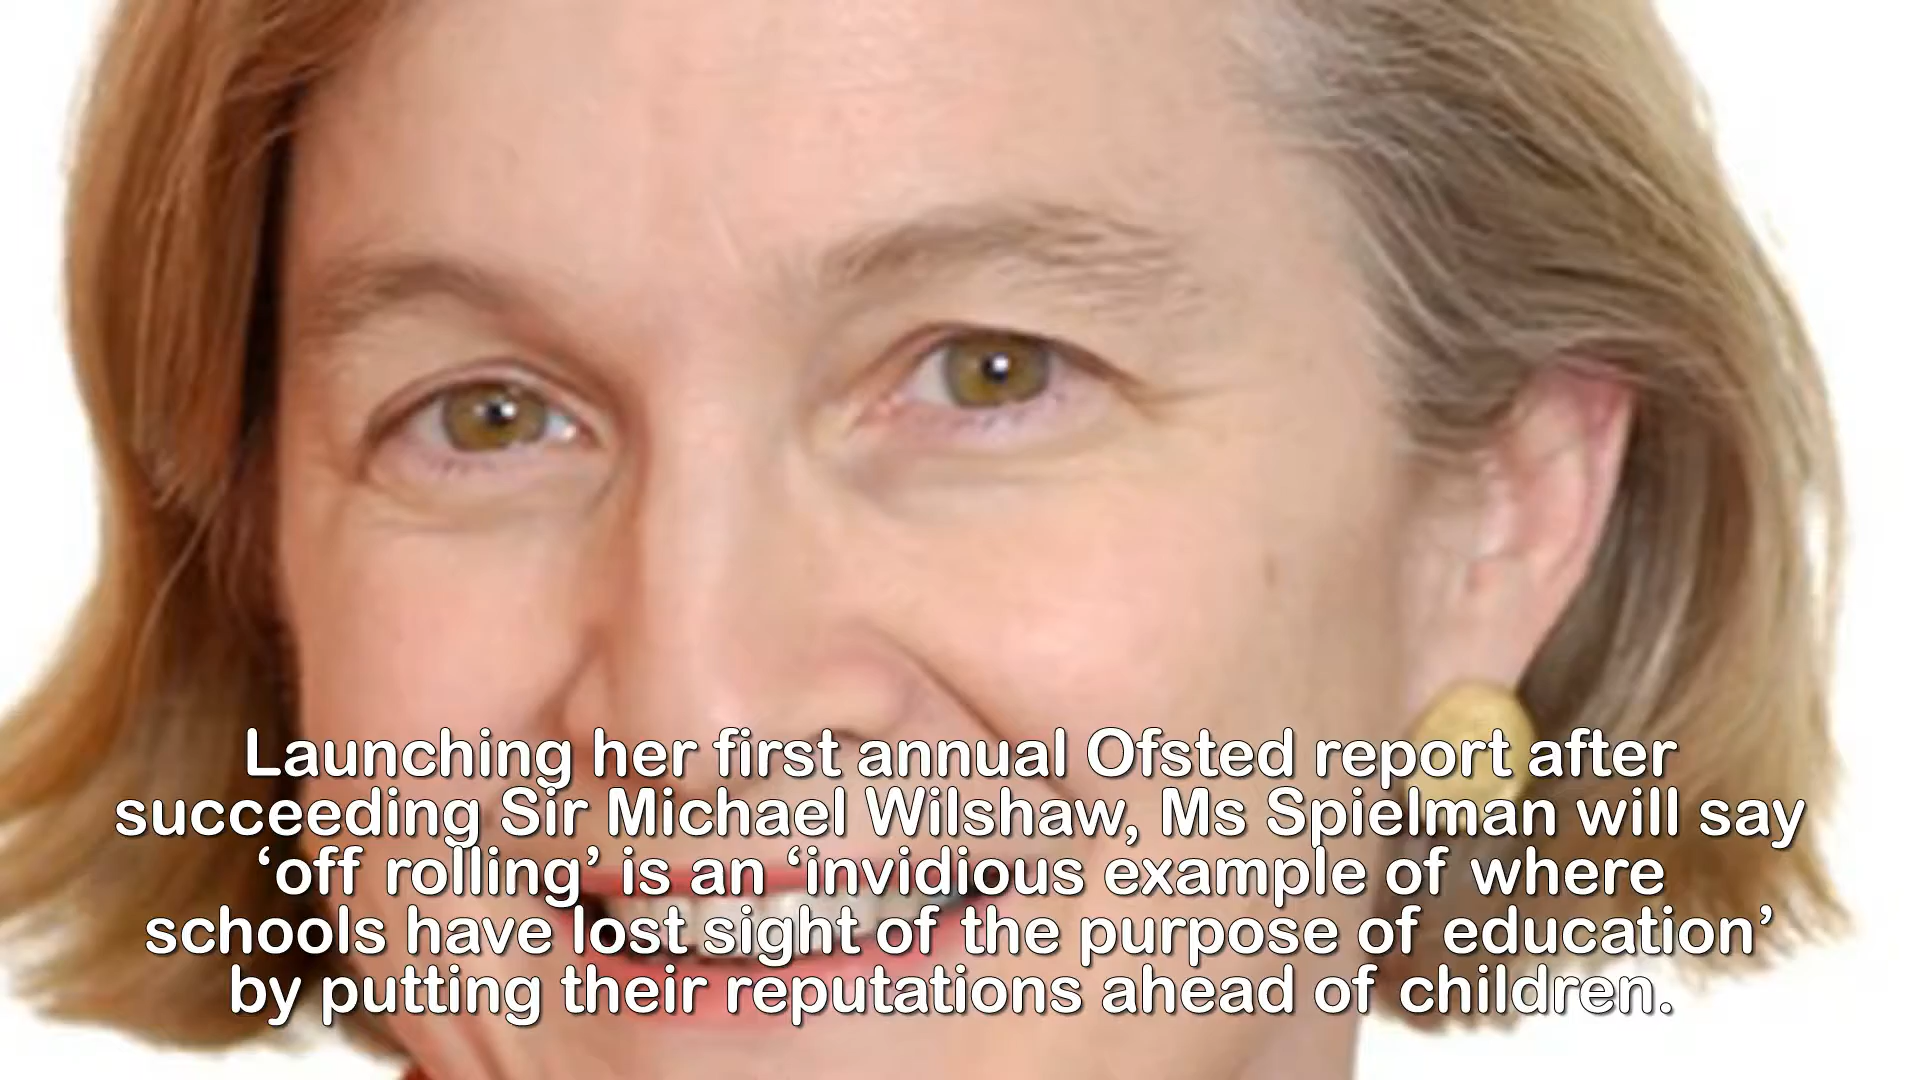 Launching her first annual Ofsted report after
succeeding Sir Michael Wilshaw, Ms Spielman will say
‘off rolling’ is an ‘invidious example of where
schools have lost sight of the purpose of education’
by putting their reputations ahead of children.